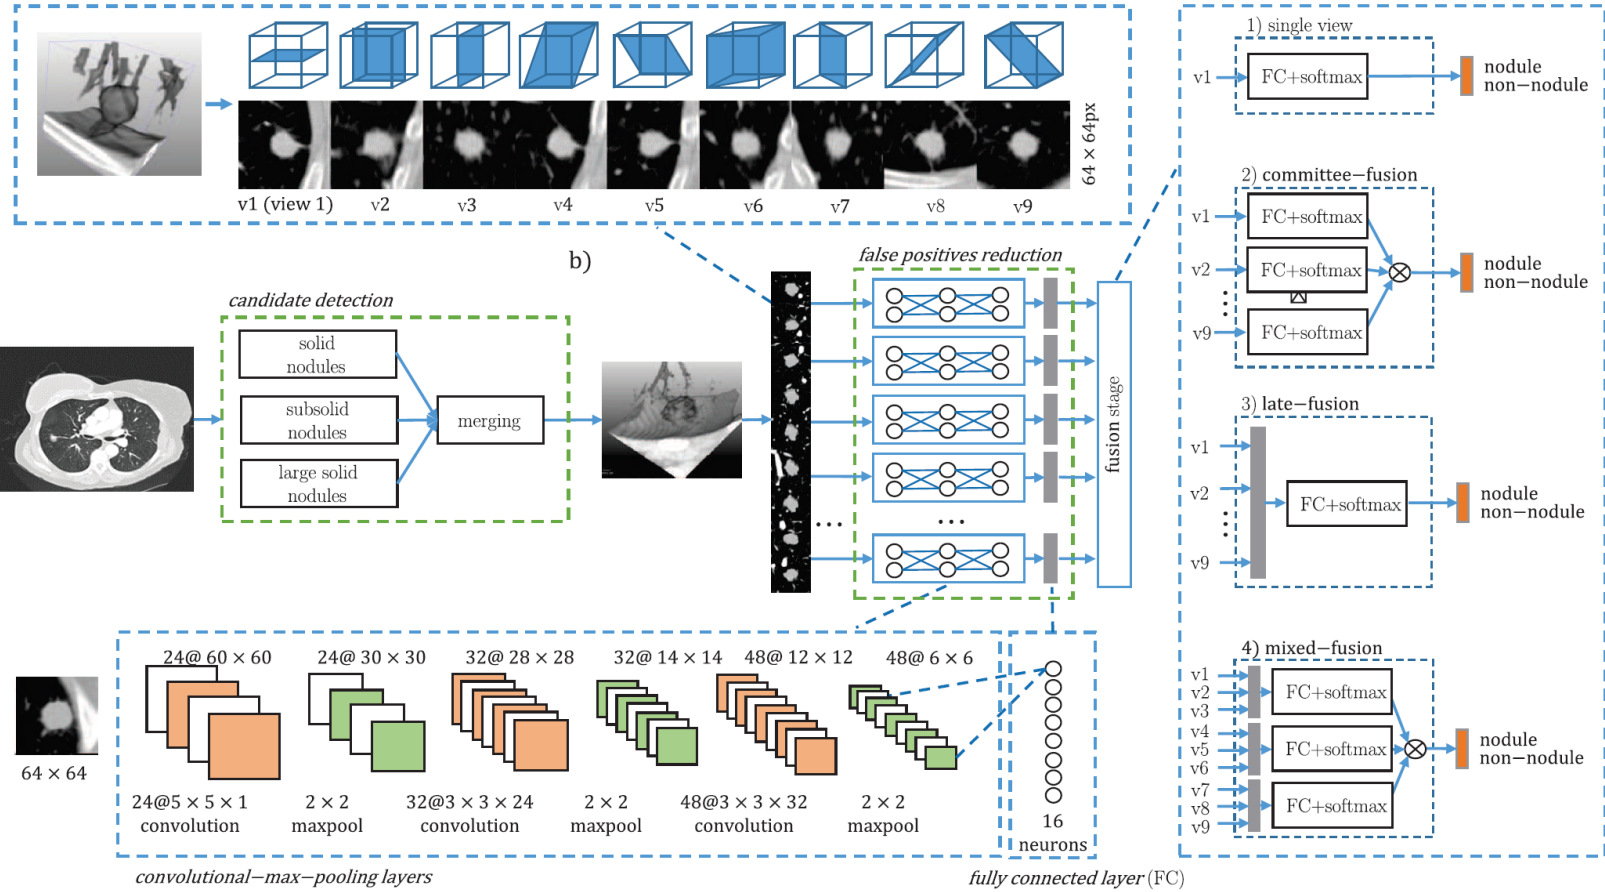 64 × 64px
v1 (view 1)
v2
v3
v4
v5
v6
v7
v8
v9
b)
candidate detection
solid
nodules
subsolid
nodules
large solid
nodules
merging
false positives reduction
...
...
fusion stage
64 × 64
24@ 60 × 60
24@ 30 × 30
32@ 28 × 28
32@ 14 × 14
48@ 12 × 12
48@ 6 × 6
24@5 × 5 × 1
convolution
2 × 2
maxpool
32@3 × 3 × 24
convolution
2 × 2
maxpool
48@3 × 3 × 32
convolution
2 × 2
maxpool
16
neurons
convolutional−max−pooling layers
fully connected layer (FC)
1) single view
v1
FC+softmax
nodule
non−nodule
2) committee−fusion
v1
FC+softmax
v2
FC+softmax
⋮
v9
FC+softmax
nodule
non−nodule
3) late−fusion
v1
v2
⋮
v9
FC+softmax
nodule
non−nodule
4) mixed−fusion
v1
v2
v3
FC+softmax
v4
v5
v6
FC+softmax
v7
v8
v9
FC+softmax
nodule
non−nodule